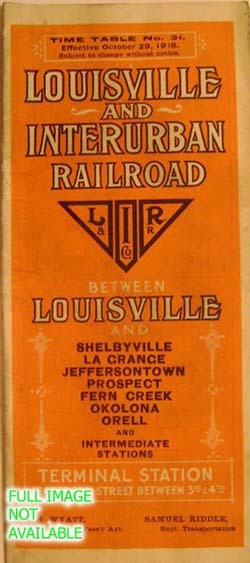 TIME TABLE No. 31.
Effective October 29, 1916.
Subject to change without notice.
LOUISVILLE
AND
INTERURBAN
RAILROAD
L & I R R Co.
BETWEEN
LOUISVILLE
AND
SHELBYVILLE
LA GRANGE
JEFFERSONTOWN
PROSPECT
FERN CREEK
OKOLONA
ORELL
AND
INTERMEDIATE
STATIONS
TERMINAL STATION
STREET BETWEEN 3RD & 4TH
WYATT, SAMUEL RIDDLE,
Pass'r Agt. Supt. Transportation
FULL IMAGE
NOT
AVAILABLE